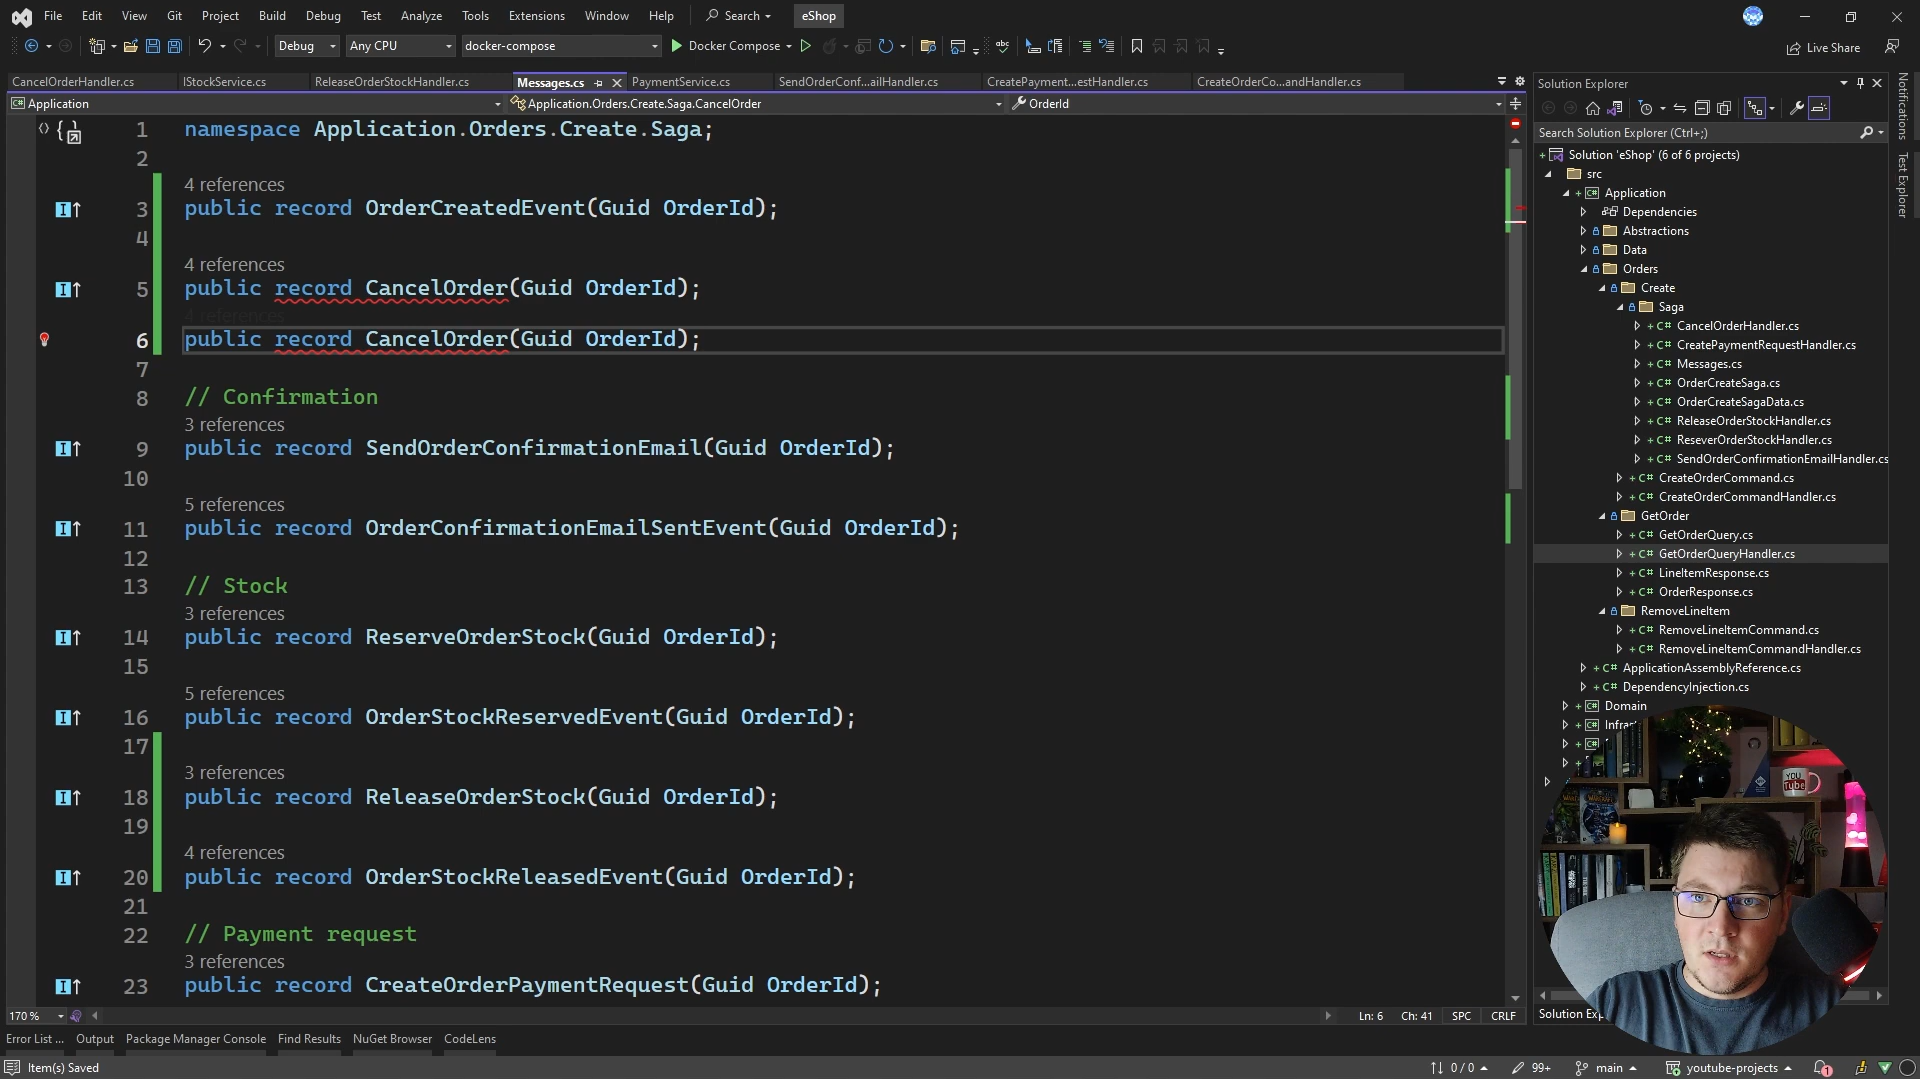 File Edit View Git Project Build Debug Test Analyze Tools Extensions Window Help Search eShop
Debug Any CPU docker-compose Docker Compose Live Share
CancelOrderHandler.cs IStockService.cs ReleaseOrderStockHandler.cs Messages.cs PaymentService.cs SendOrderConf...ailHandler.cs CreatePayment...estHandler.cs CreateOrderCo...andHandler.cs
Application Application.Orders.Create.Saga.CancelOrder OrderId
1 namespace Application.Orders.Create.Saga;
2
4 references
3 public record OrderCreatedEvent(Guid OrderId);
4
4 references
5 public record CancelOrder(Guid OrderId);
4 references
6 public record CancelOrder(Guid OrderId);
7
8 // Confirmation
3 references
9 public record SendOrderConfirmationEmail(Guid OrderId);
10
5 references
11 public record OrderConfirmationEmailSentEvent(Guid OrderId);
12
13 // Stock
3 references
14 public record ReserveOrderStock(Guid OrderId);
15
5 references
16 public record OrderStockReservedEvent(Guid OrderId);
17
3 references
18 public record ReleaseOrderStock(Guid OrderId);
19
4 references
20 public record OrderStockReleasedEvent(Guid OrderId);
21
22 // Payment request
3 references
23 public record CreateOrderPaymentRequest(Guid OrderId);
170 % Ln: 6 Ch: 41 SPC CRLF
Error List ... Output Package Manager Console Find Results NuGet Browser CodeLens
Item(s) Saved 0 / 0 99+ main youtube-projects 1
Solution Explorer
Search Solution Explorer (Ctrl+;)
Solution 'eShop' (6 of 6 projects)
src
Application
Dependencies
Abstractions
Data
Orders
Create
Saga
CancelOrderHandler.cs
CreatePaymentRequestHandler.cs
Messages.cs
OrderCreateSaga.cs
OrderCreateSagaData.cs
ReleaseOrderStockHandler.cs
ReseverOrderStockHandler.cs
SendOrderConfirmationEmailHandler.cs
CreateOrderCommand.cs
CreateOrderCommandHandler.cs
GetOrder
GetOrderQuery.cs
GetOrderQueryHandler.cs
LineItemResponse.cs
OrderResponse.cs
RemoveLineItem
RemoveLineItemCommand.cs
RemoveLineItemCommandHandler.cs
ApplicationAssemblyReference.cs
DependencyInjection.cs
Domain
Solution
Notifications
Test Explorer
YOU
Tube